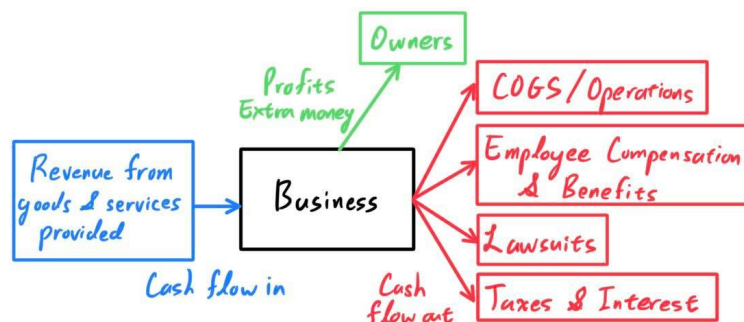 Owners
Profits
Extra money
COGS/Operations
Employee Compensation
& Benefits
Revenue from
goods & services
provided
Business
Lawsuits
Cash flow in
Cash
flow out
Taxes & Interest